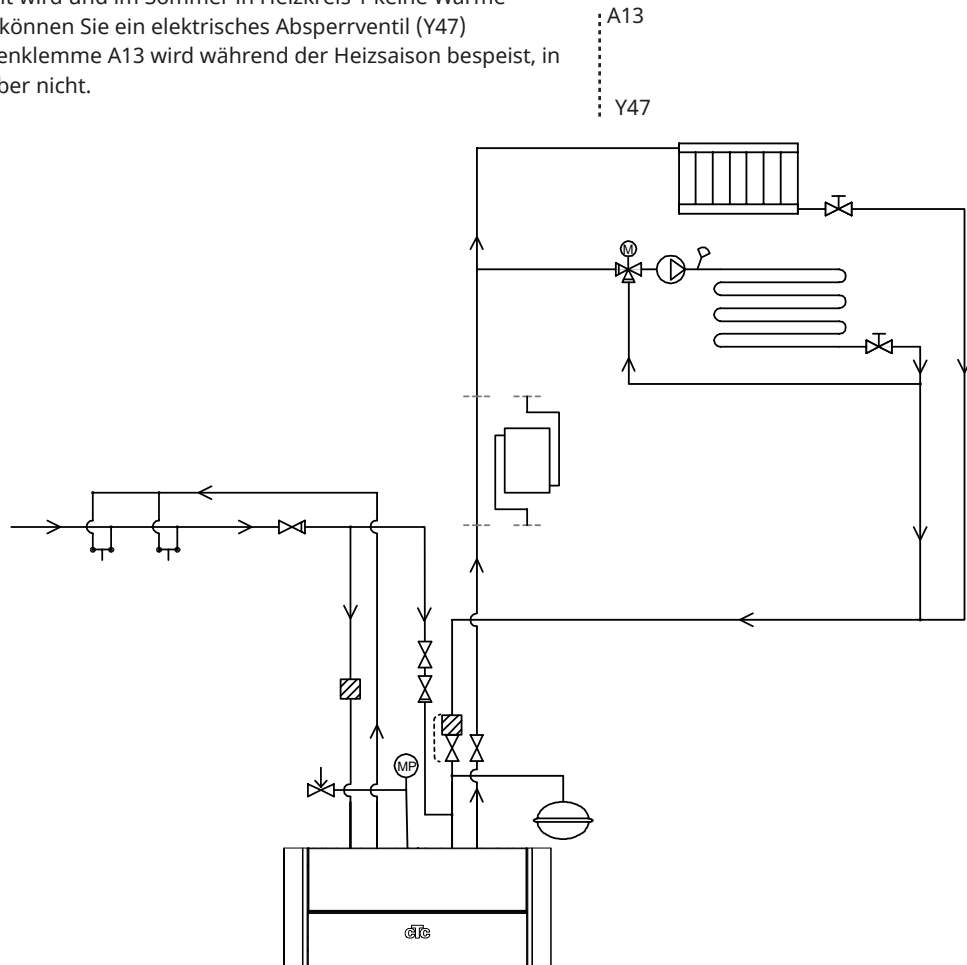 wird und im Sommer in Heizkreis 1 keine Wärme
können Sie ein elektrisches Absperrventil (Y47)
enklemme A13 wird während der Heizsaison bespeist, in
ber nicht.
A13
Y47
M
MP
CTC